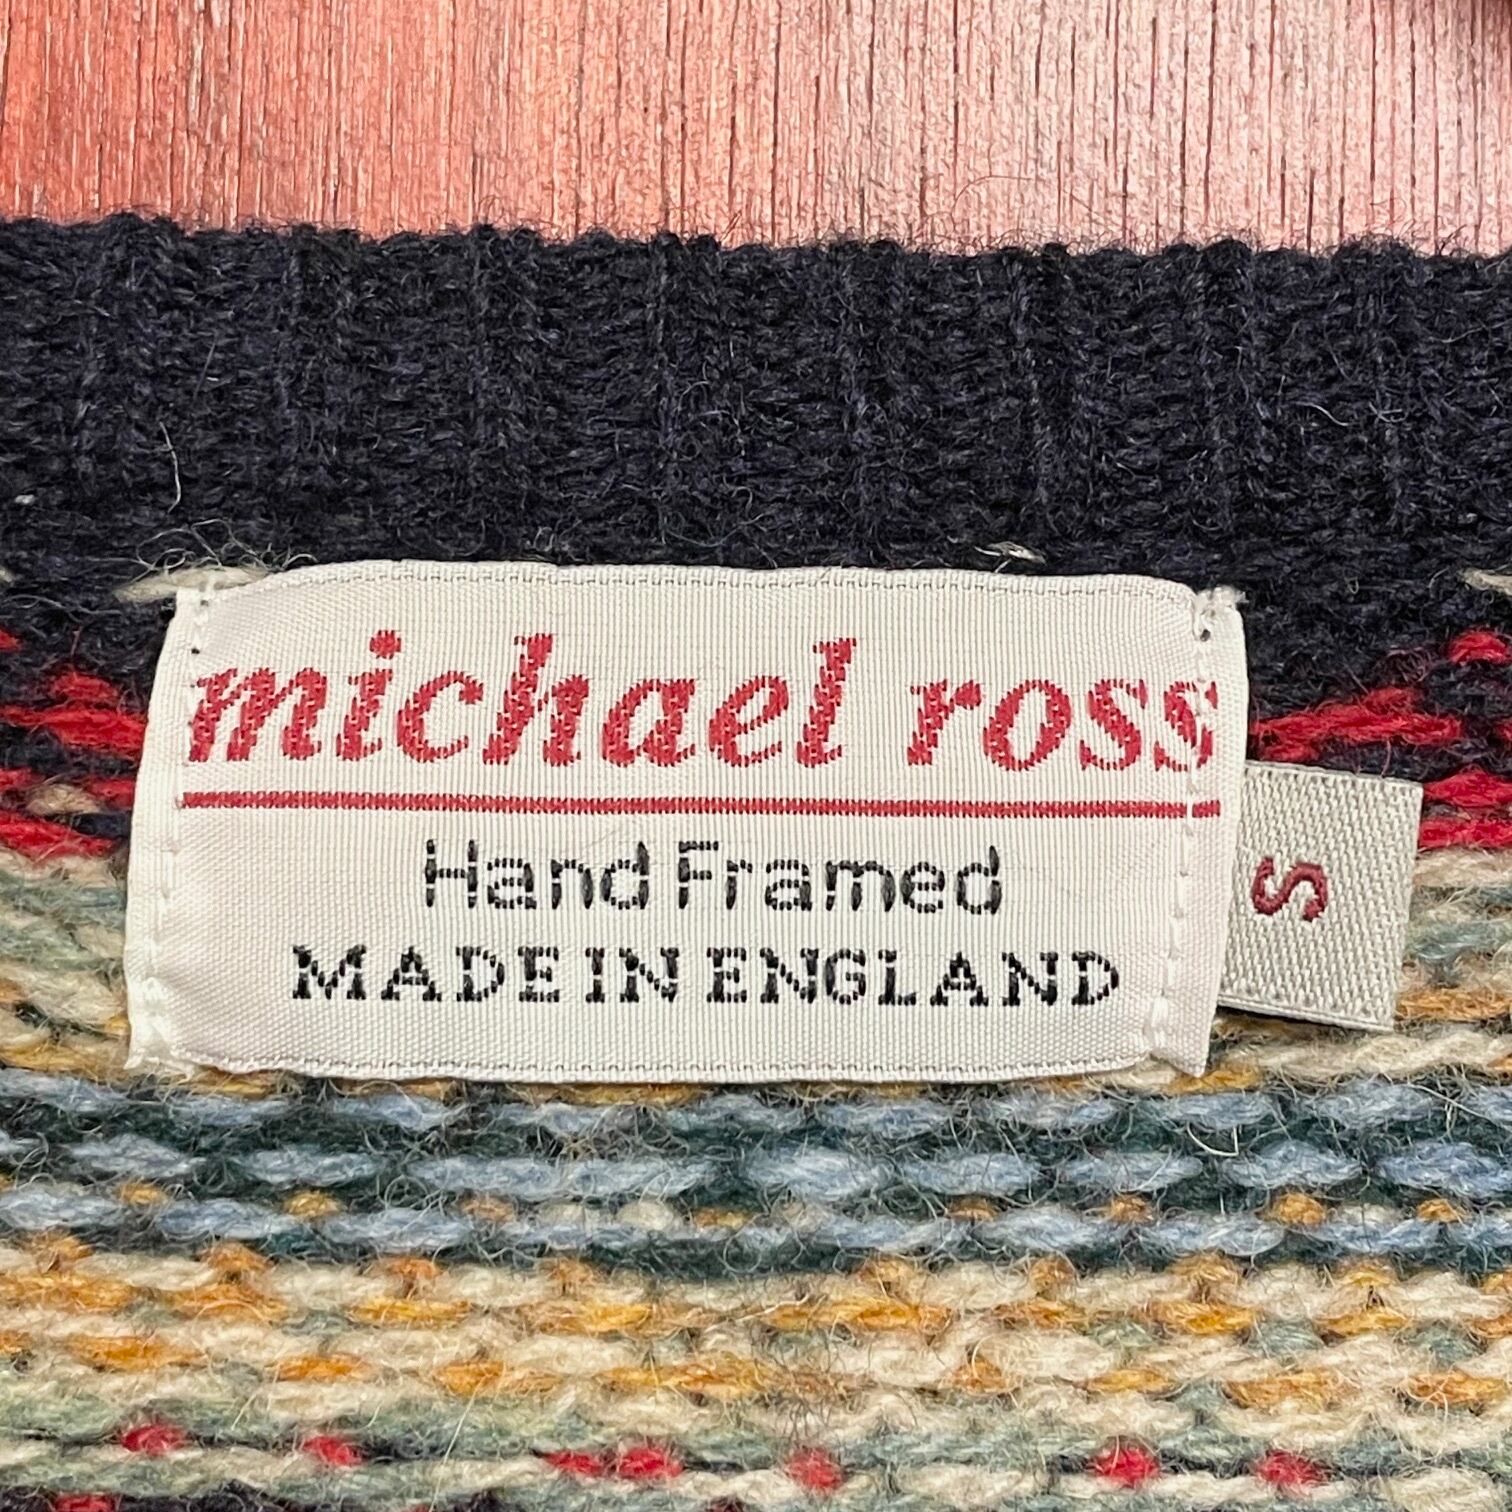 michael ross
Hand Framed
MADE IN ENGLAND
S